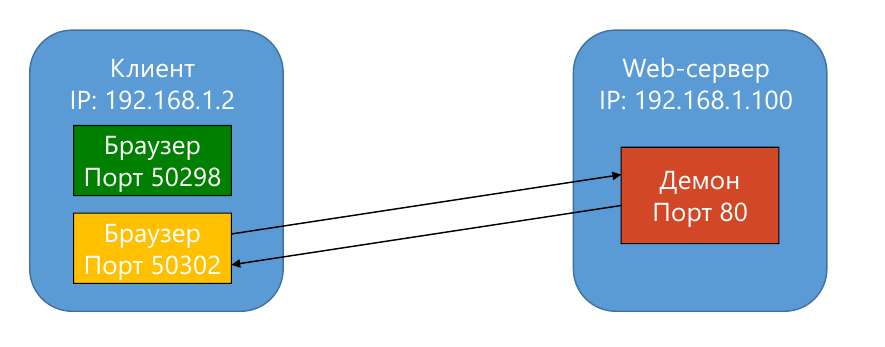 Клиент
IP: 192.168.1.2
Браузер
Порт 50298
Браузер
Порт 50302
Web-сервер
IP: 192.168.1.100
Демон
Порт 80